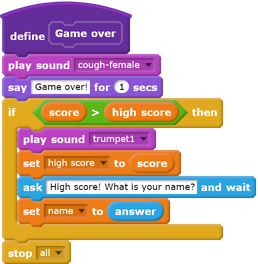 define Game over
play sound cough-female
say Game over! for 1 secs
if score > high score then
play sound trumpet1
set high score to score
ask High score! What is your name? and wait
set name to answer
stop all